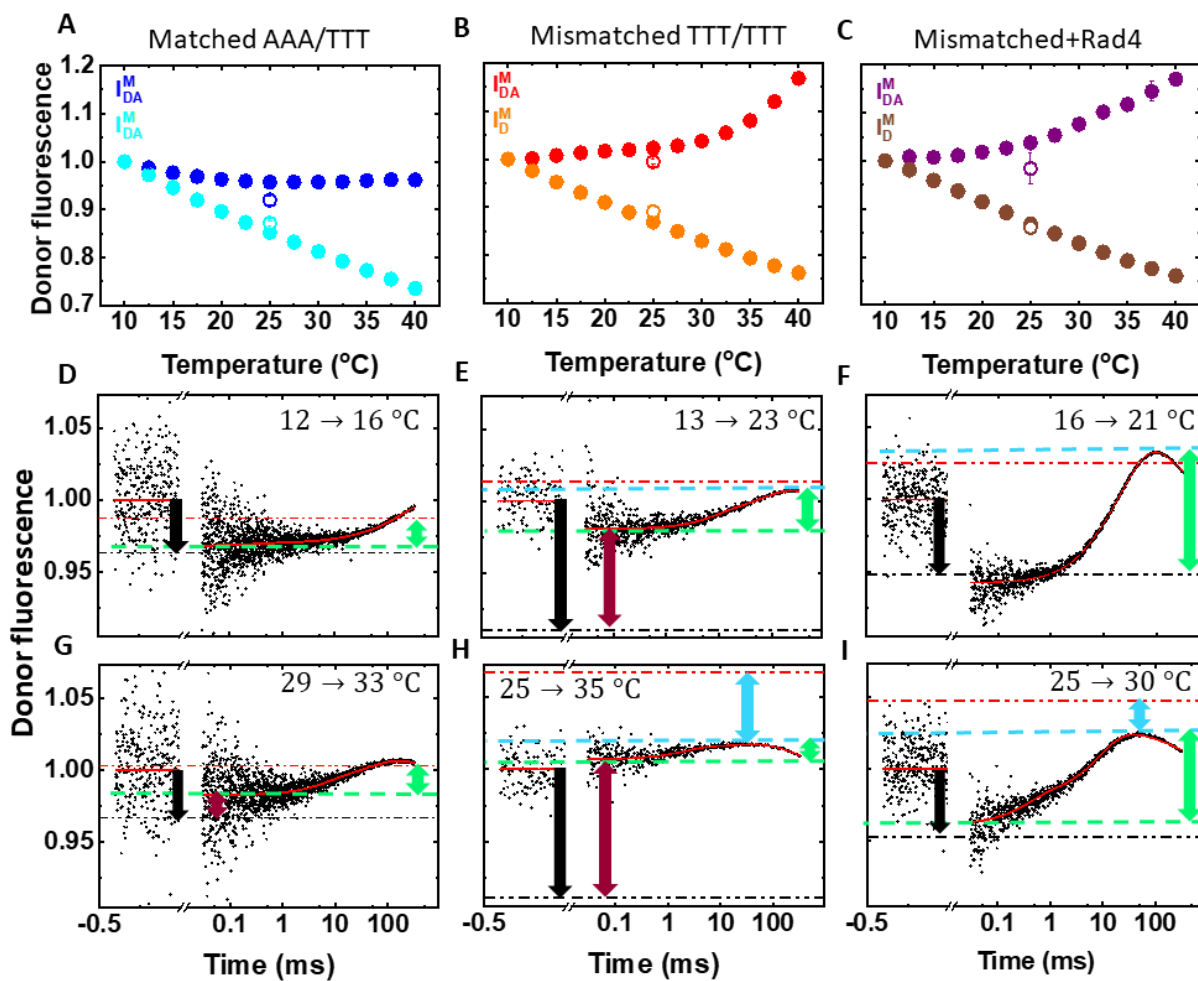 A Matched AAA/TTT B Mismatched TTT/TTT C Mismatched+Rad4
Donor fluorescence
1.2
1.1
1.0
0.9
0.8
0.7
I^M_DA
I^M_DA
I^M_DA
I^M_D
I^M_DA
I^M_D
10 15 20 25 30 35 40 10 15 20 25 30 35 40 10 15 20 25 30 35 40
Temperature (°C) Temperature (°C) Temperature (°C)
D 12 → 16 °C E 13 → 23 °C F 16 → 21 °C
Donor fluorescence
1.05
1.00
0.95
G 29 → 33 °C H 25 → 35 °C I 25 → 30 °C
1.05
1.00
0.95
-0.5 0.1 1 10 100 -0.5 0.1 1 10 100 -0.5 0.1 1 10 100
Time (ms) Time (ms) Time (ms)